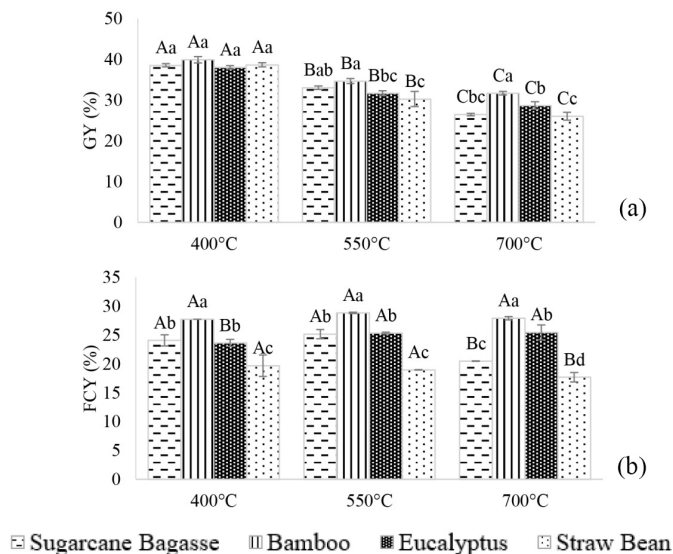 50
40
30
20
10
0
GY (%)
Aa Aa Aa Aa
Bab Ba Bbc Bc
Cbc Ca Cb Cc
400°C 550°C 700°C
(a)
35
30
25
20
15
10
5
0
FCY (%)
Ab Aa Bb Ac
Ab Aa Ab Ac
Bc Aa Ab Bd
400°C 550°C 700°C
(b)
Sugarcane Bagasse Bamboo Eucalyptus Straw Bean